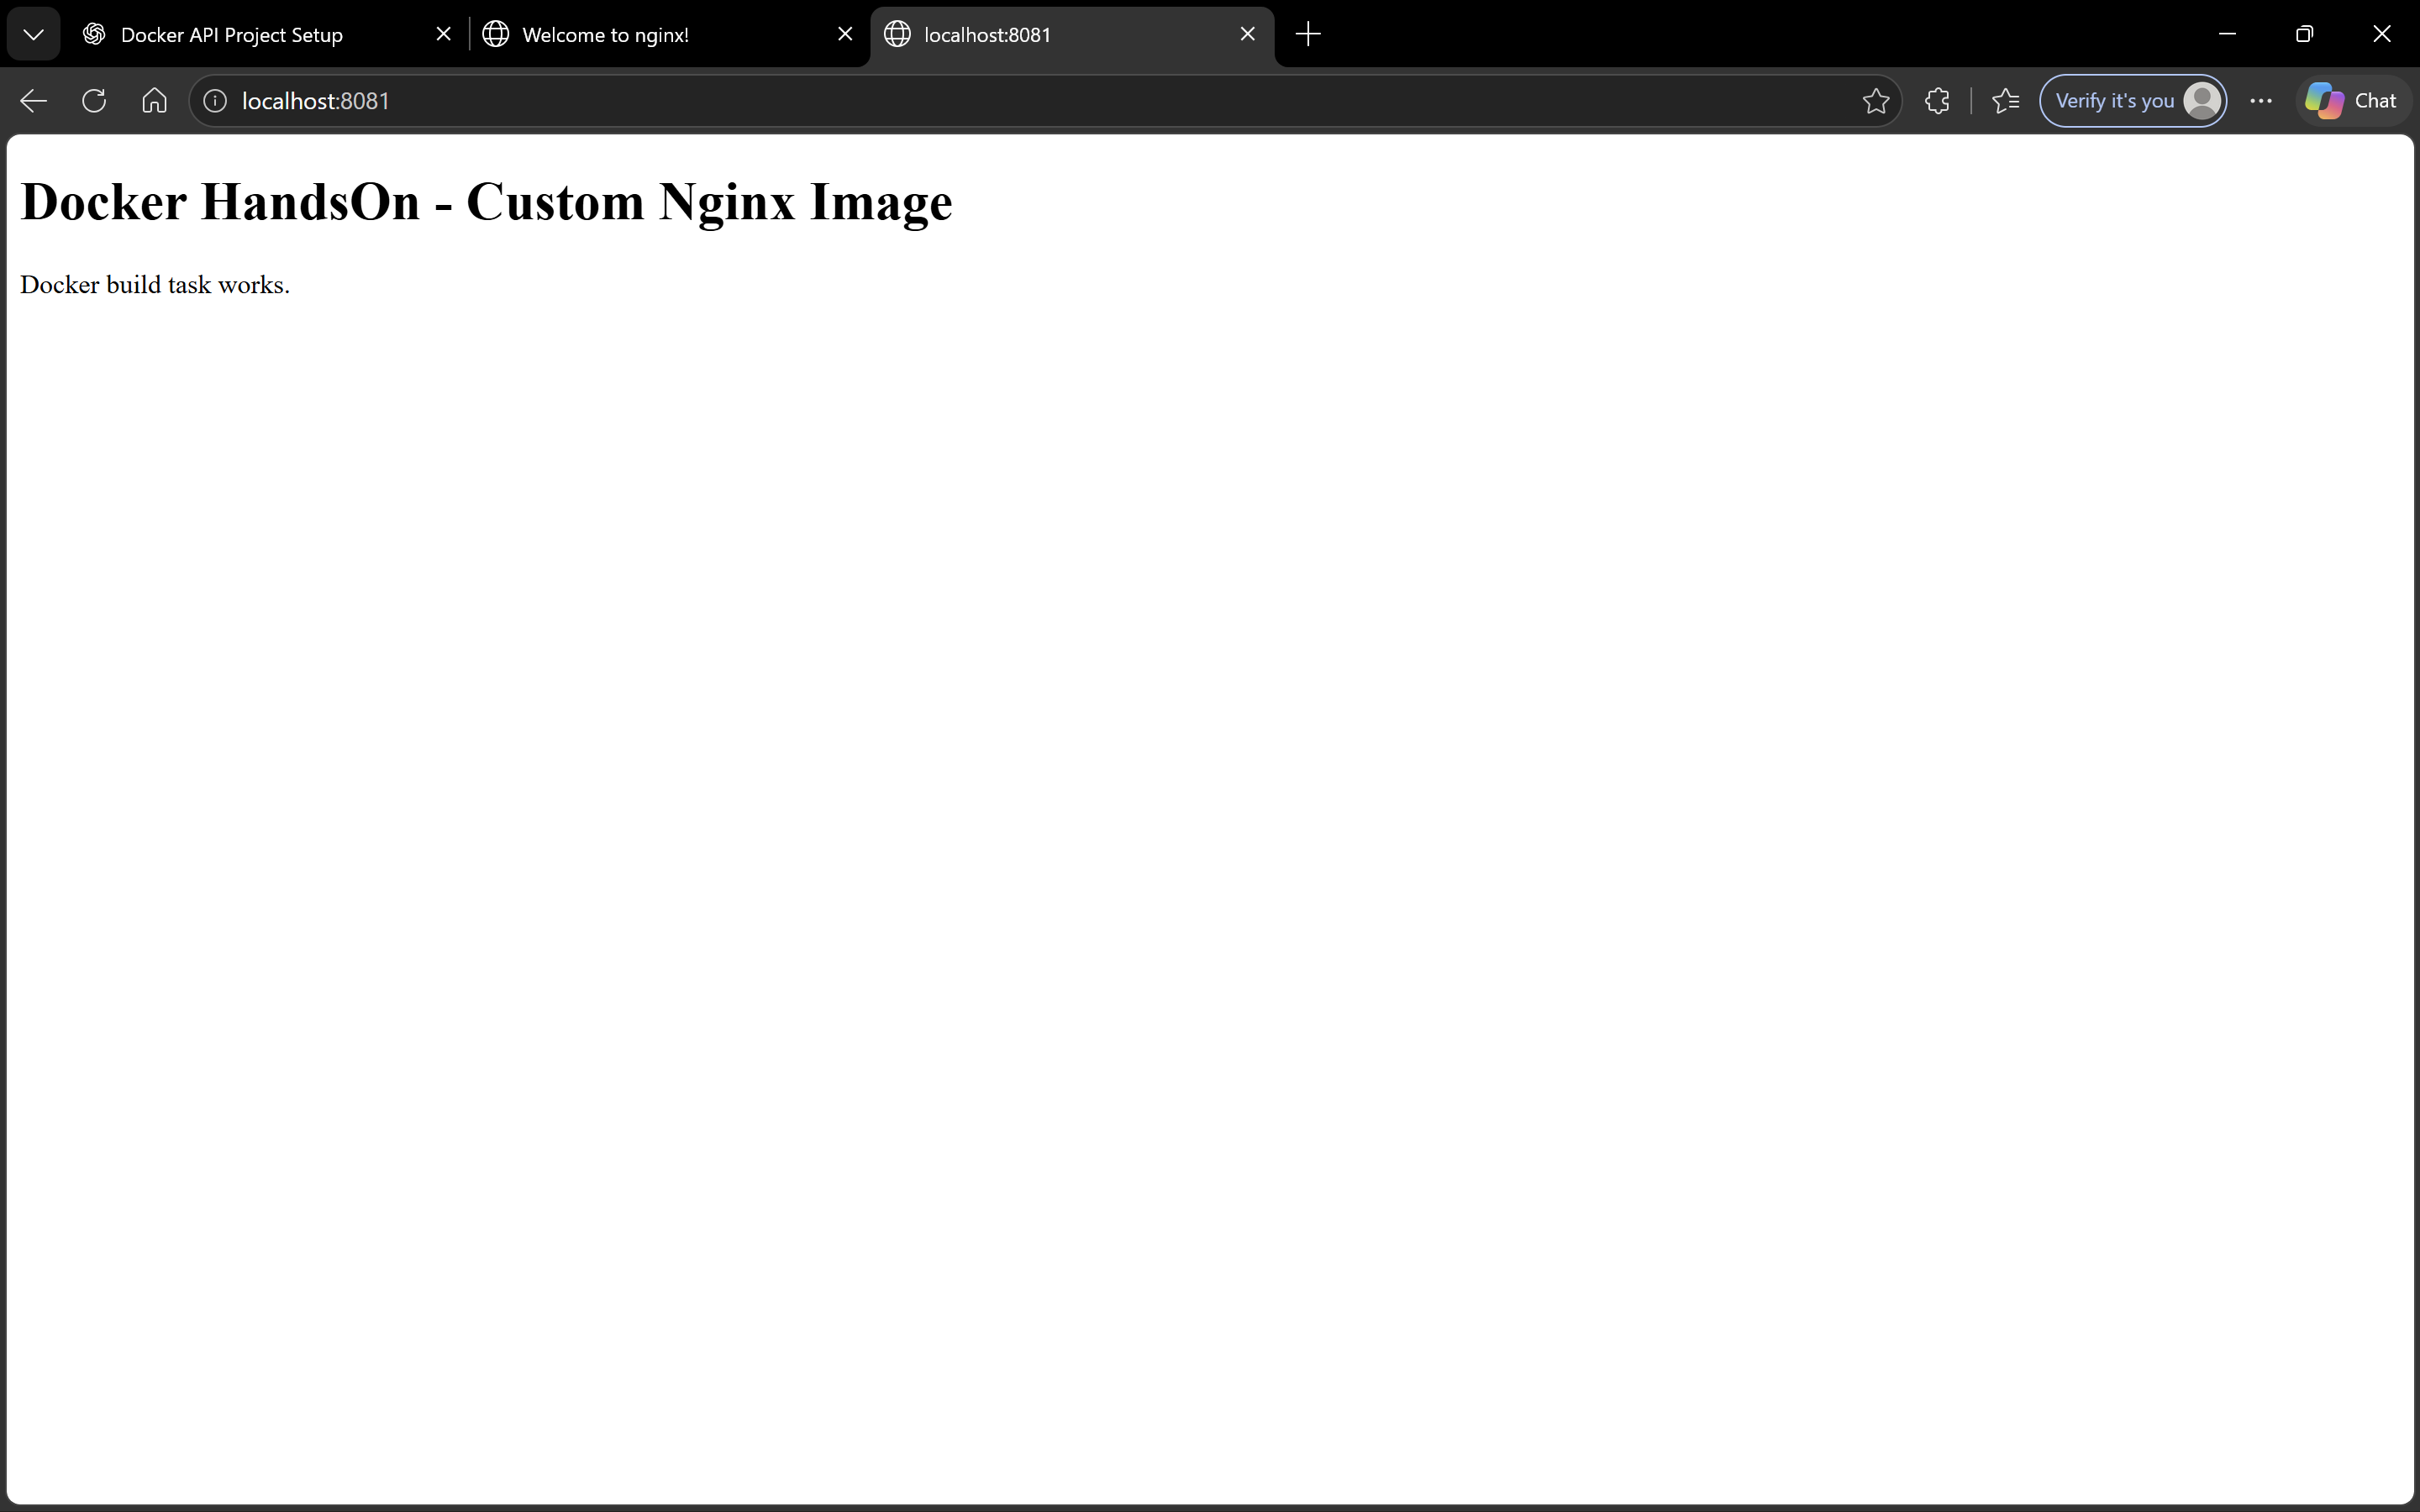 Docker API Project Setup
Welcome to nginx!
localhost:8081
localhost:8081
Verify it's you
Chat
Docker HandsOn - Custom Nginx Image
Docker build task works.